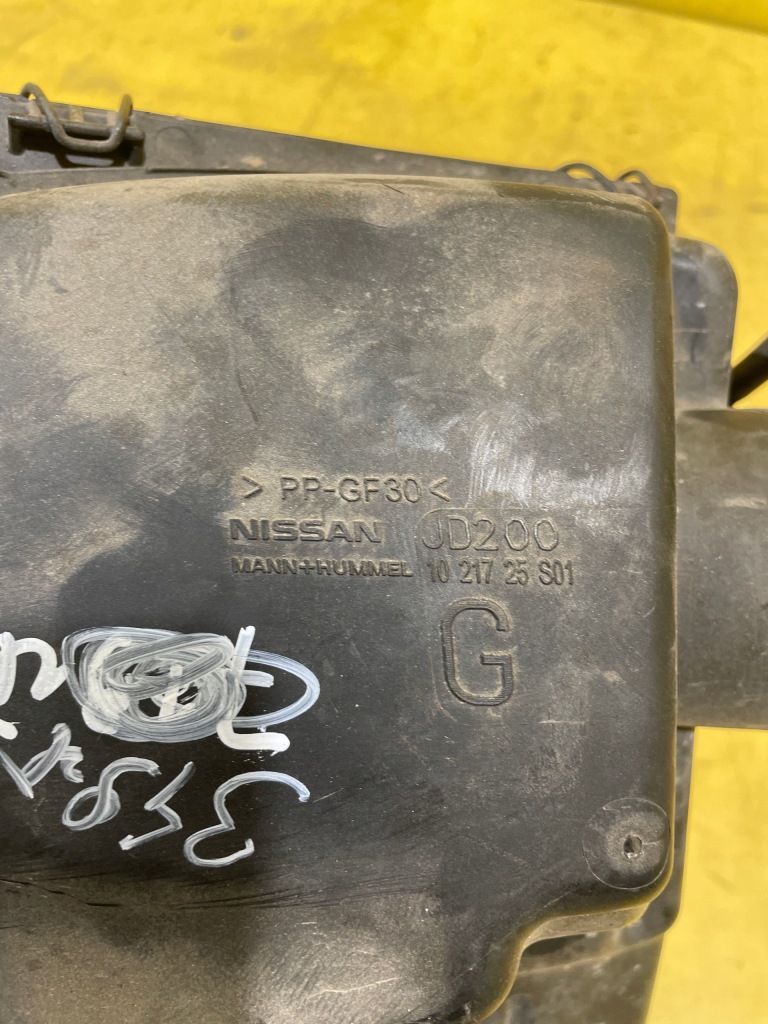 > PP-GF30 <
NISSAN JD200
MANN+HUMMEL 10 217 25 S01
G